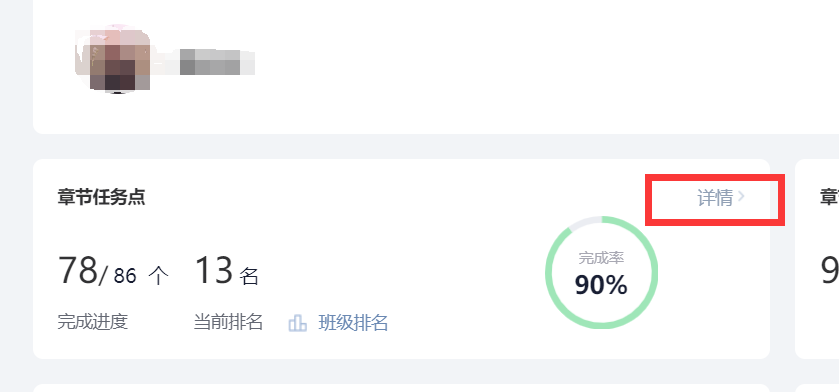 章节任务点
详情
78/ 86 个
13 名
完成率
90%
完成进度
当前排名
班级排名